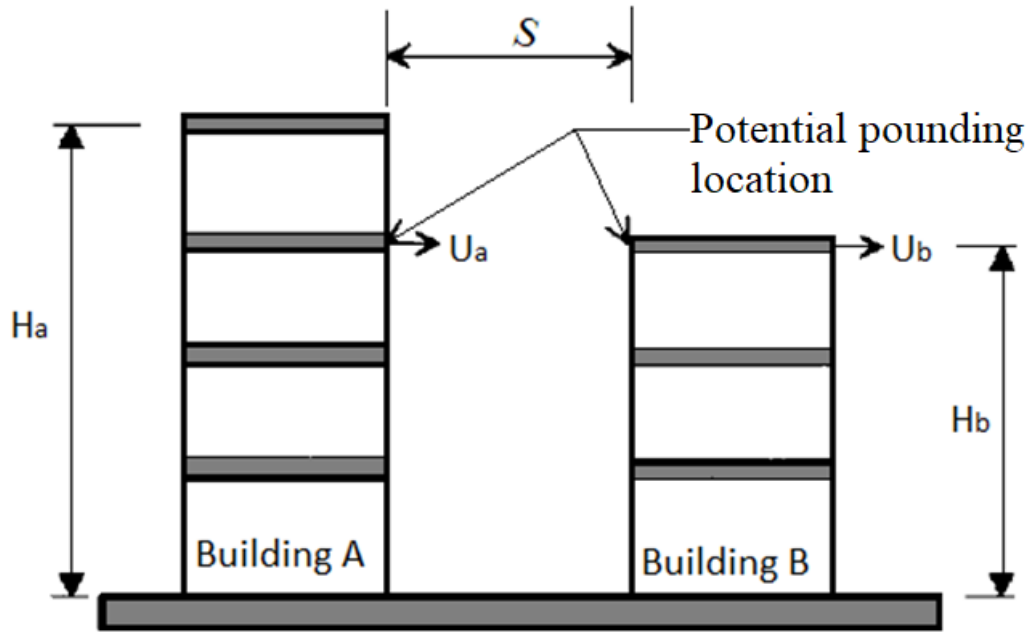 S
Potential pounding
location
Ua
Ub
Ha
Hb
Building A
Building B